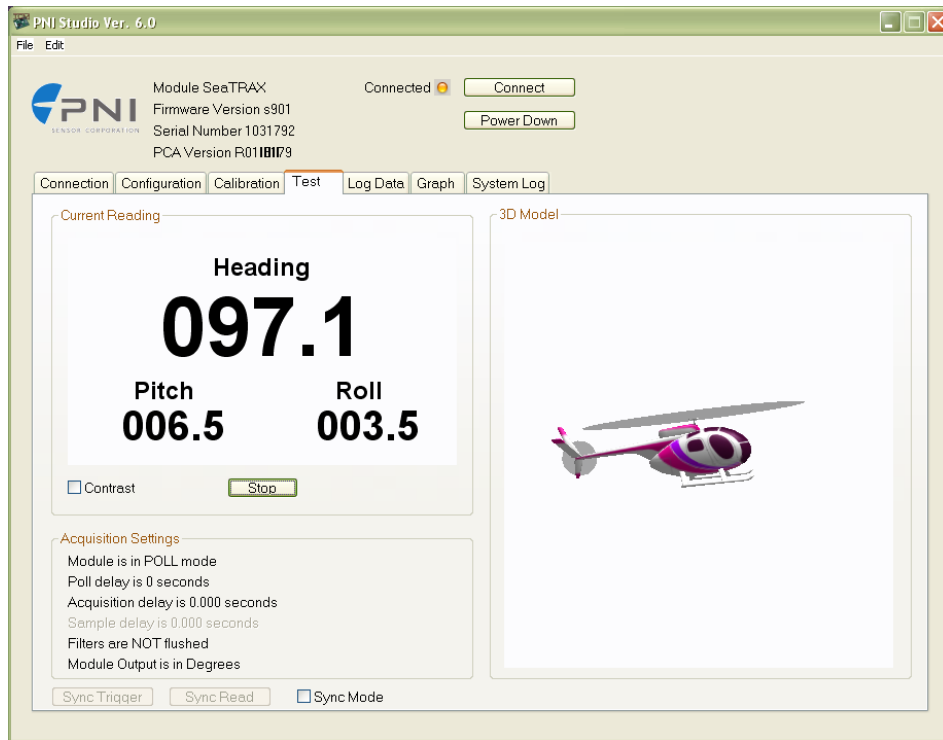 PNI Studio Ver. 6.0
File Edit
PNI
SENSOR CORPORATION
Module SeaTRAX
Firmware Version s901
Serial Number 1031792
PCA Version
Connected
Connect
Power Down
Connection Configuration Calibration Test Log Data Graph System Log
Current Reading
Heading
097.1
Pitch Roll
006.5 003.5
Contrast
Stop
Acquisition Settings
Module is in POLL mode
Poll delay is 0 seconds
Acquisition delay is 0.000 seconds
Sample delay is 0.000 seconds
Filters are NOT flushed
Module Output is in Degrees
Sync Trigger Sync Read Sync Mode
3D Model